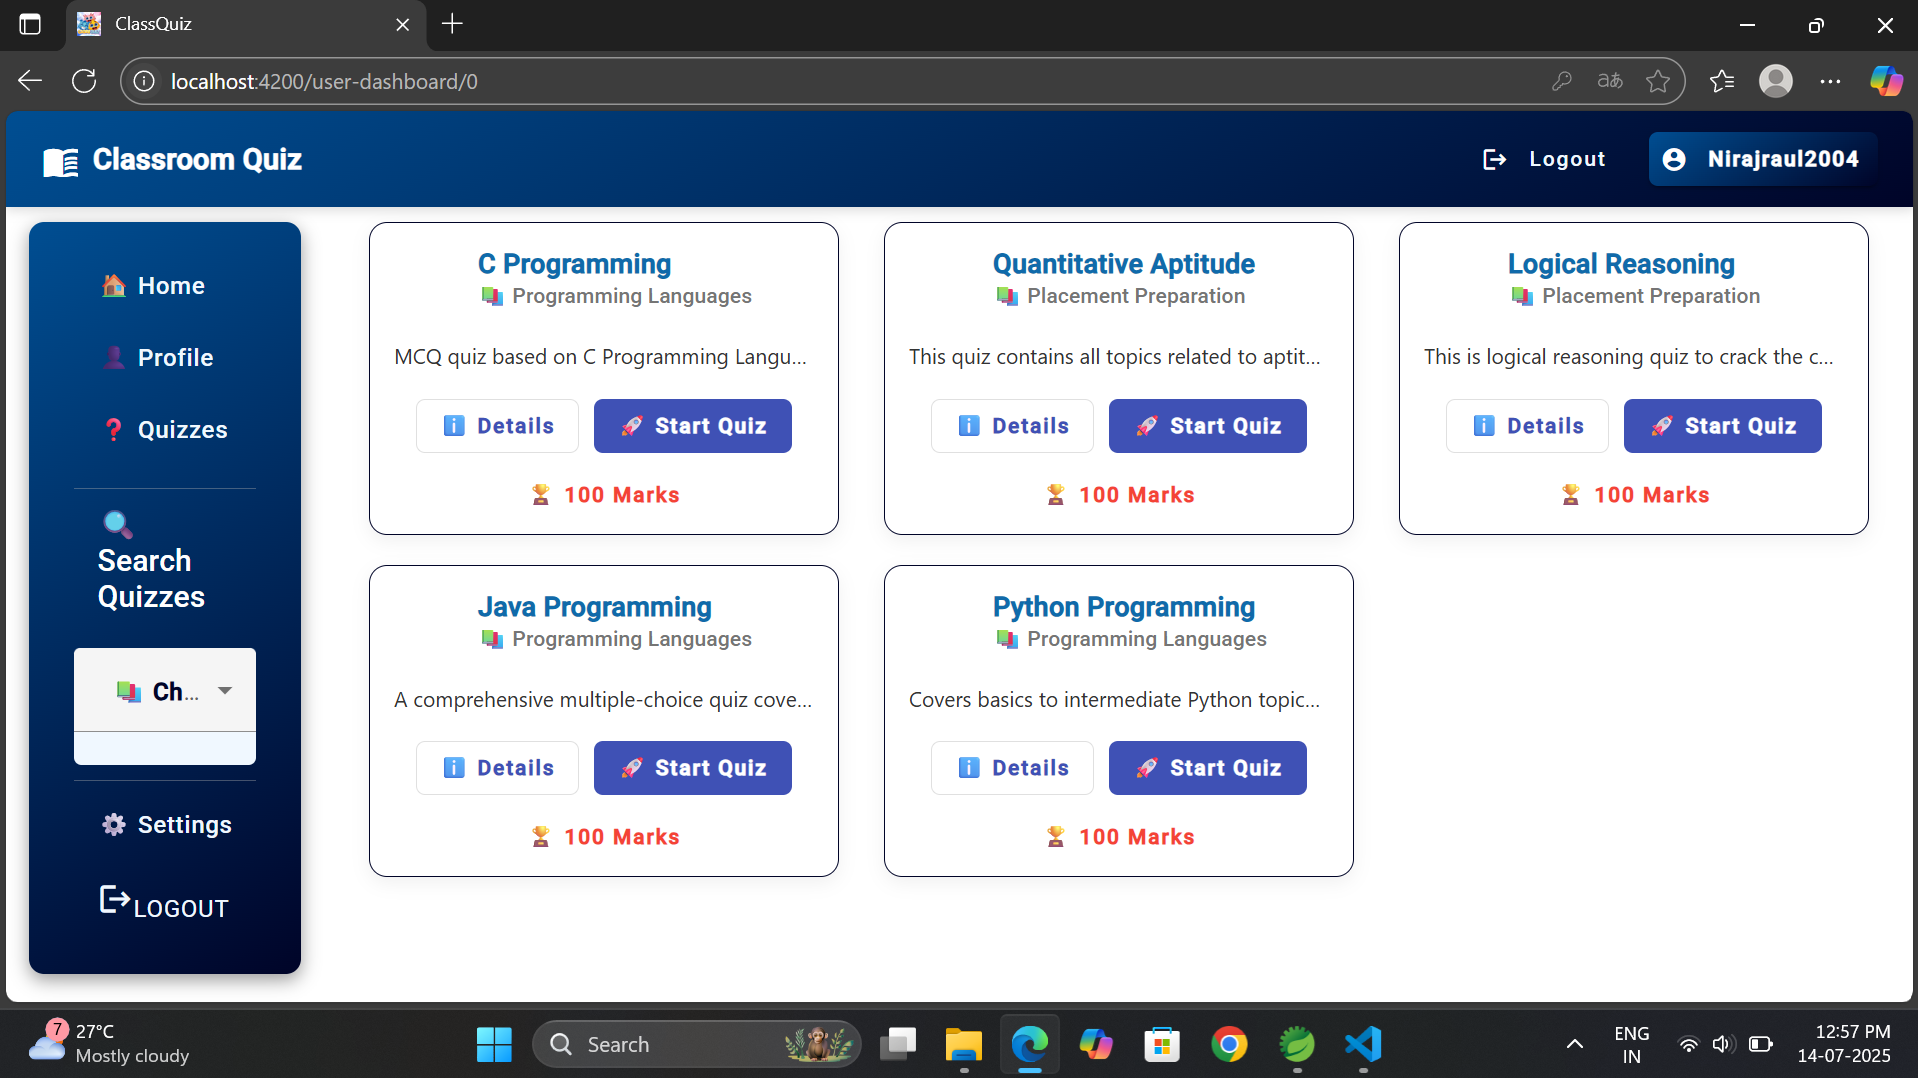 ClassQuiz
localhost:4200/user-dashboard/0
Classroom Quiz
Logout
Nirajraul2004
Home
Profile
Quizzes
Search
Quizzes
Ch...
Settings
LOGOUT
C Programming
Programming Languages
MCQ quiz based on C Programming Langu...
Details
Start Quiz
100 Marks
Quantitative Aptitude
Placement Preparation
This quiz contains all topics related to aptit...
Details
Start Quiz
100 Marks
Logical Reasoning
Placement Preparation
This is logical reasoning quiz to crack the c...
Details
Start Quiz
100 Marks
Java Programming
Programming Languages
A comprehensive multiple-choice quiz cove...
Details
Start Quiz
100 Marks
Python Programming
Programming Languages
Covers basics to intermediate Python topic...
Details
Start Quiz
100 Marks
7
27°C
Mostly cloudy
Search
ENG
IN
12:57 PM
14-07-2025